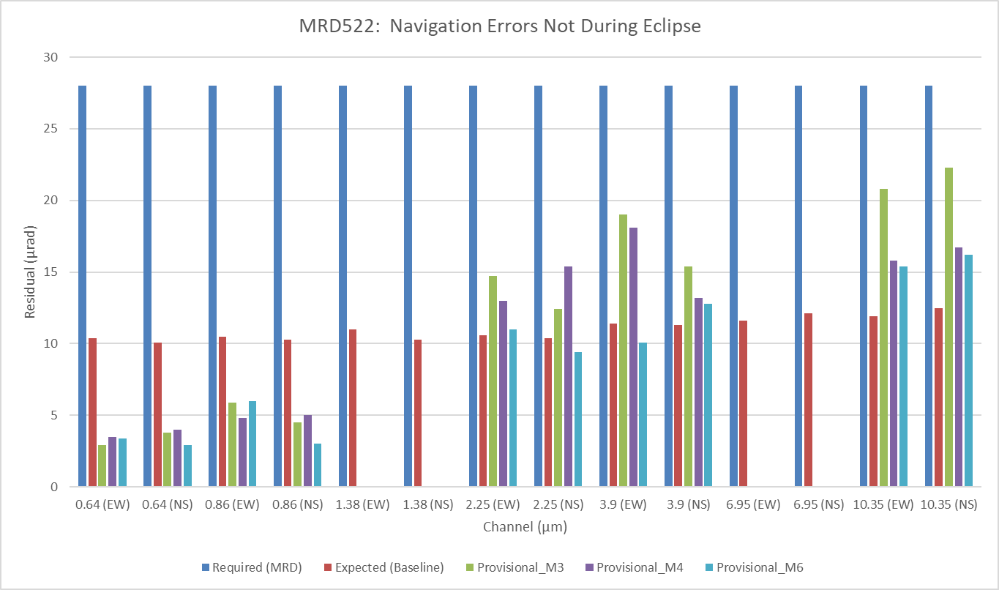 MRD522:  Navigation Errors Not During Eclipse
30
25
20
15
10
5
0
Residual (µrad)
0.64 (EW) 0.64 (NS) 0.86 (EW) 0.86 (NS) 1.38 (EW) 1.38 (NS) 2.25 (EW) 2.25 (NS) 3.9 (EW) 3.9 (NS) 6.95 (EW) 6.95 (NS) 10.35 (EW) 10.35 (NS)
Channel (µm)
Required (MRD) Expected (Baseline) Provisional_M3 Provisional_M4 Provisional_M6